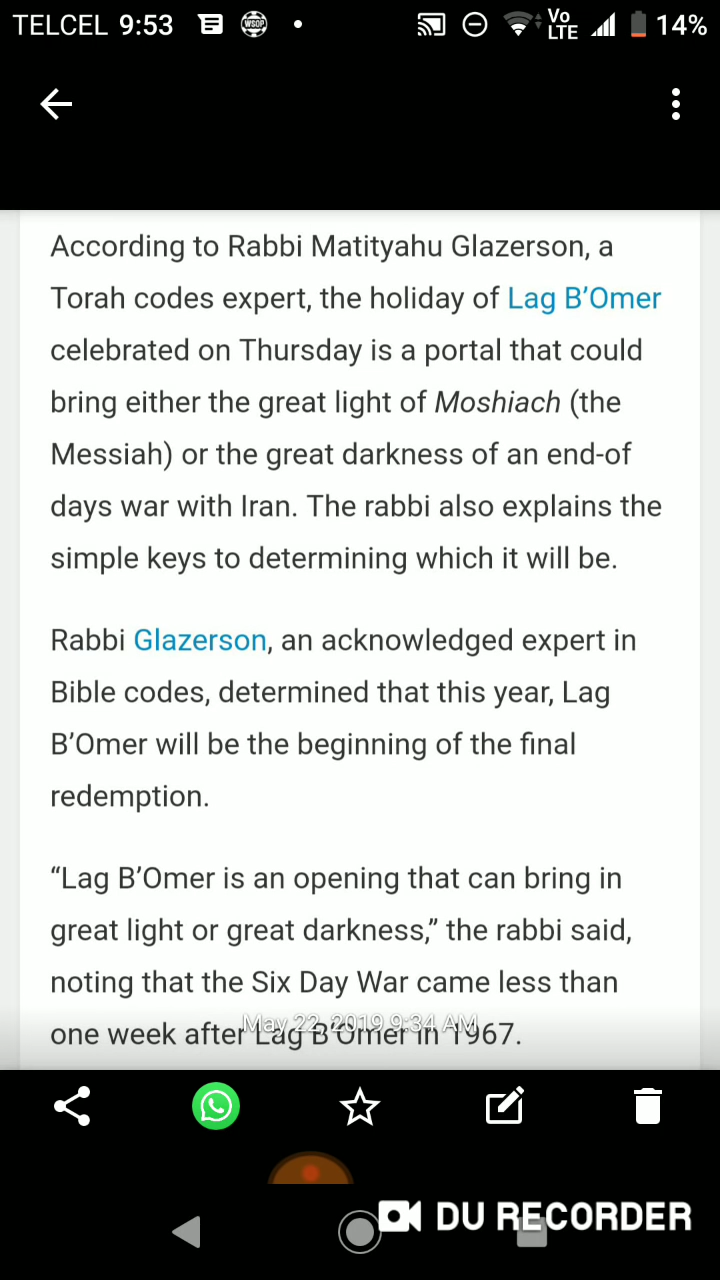 TELCEL 9:53
WSOP
Vo
LTE
14%
According to Rabbi Matityahu Glazerson, a
Torah codes expert, the holiday of Lag B’Omer
celebrated on Thursday is a portal that could
bring either the great light of Moshiach (the
Messiah) or the great darkness of an end-of
days war with Iran. The rabbi also explains the
simple keys to determining which it will be.
Rabbi Glazerson, an acknowledged expert in
Bible codes, determined that this year, Lag
B’Omer will be the beginning of the final
redemption.
“Lag B’Omer is an opening that can bring in
great light or great darkness,” the rabbi said,
noting that the Six Day War came less than
May 22, 2019 9:34 AM
one week after Lag B’Omer in 1967.
DU RECORDER